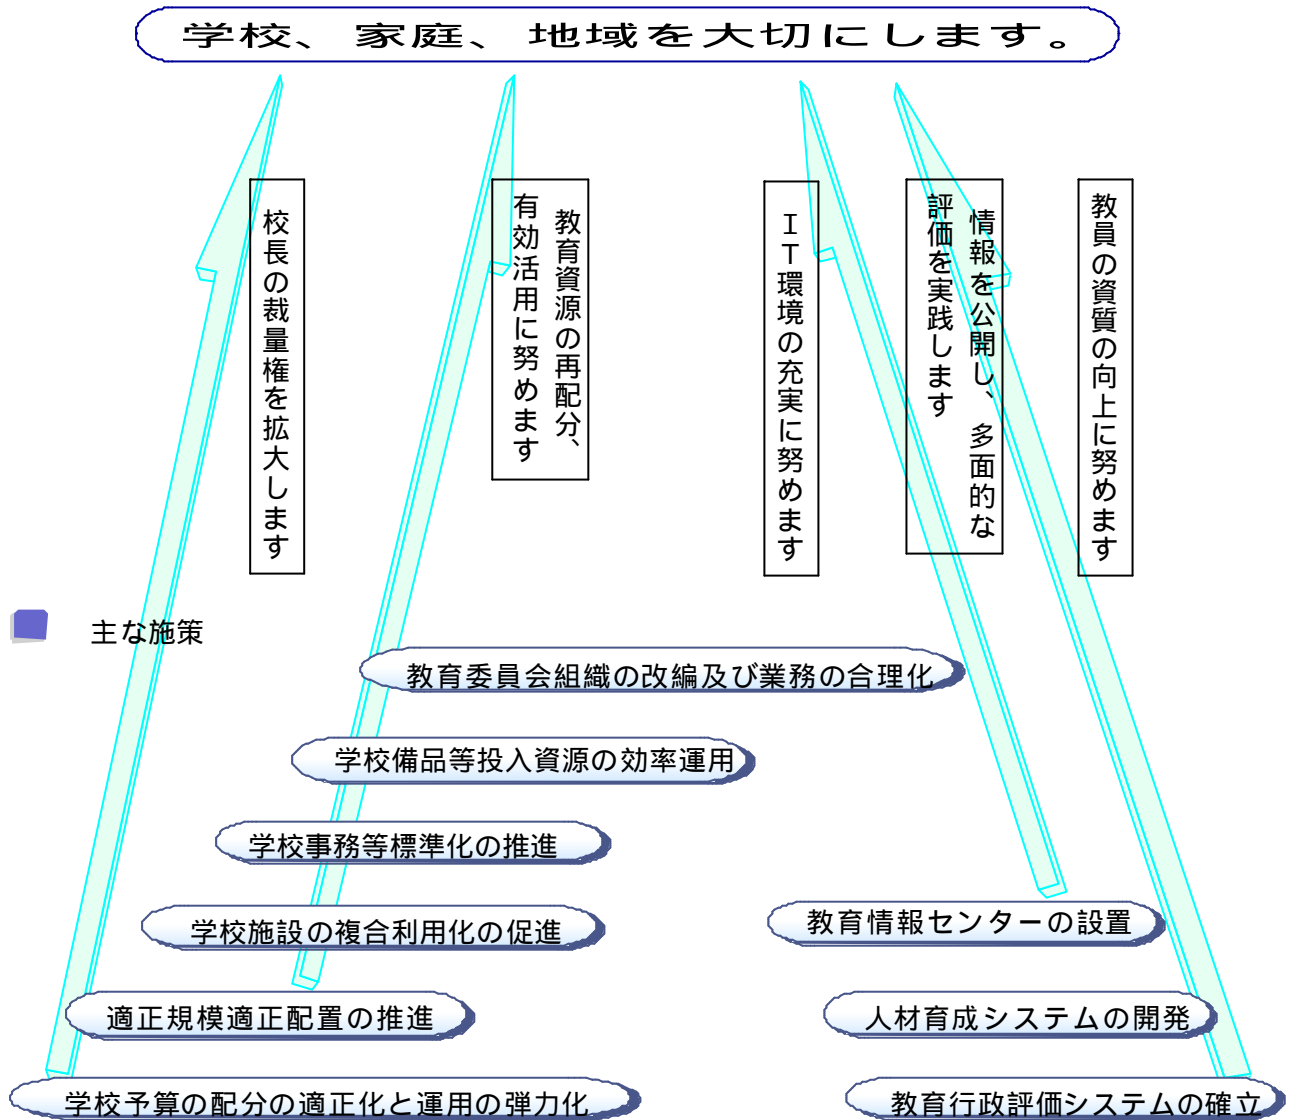 学校、家庭、地域を大切にします。
校長の裁量権を拡大します
教育資源の再配分、
有効活用に努めます
ＩＴ環境の充実に努めます
情報を公開し、多面的な
評価を実践します
教員の資質の向上に努めます
主な施策
教育委員会組織の改編及び業務の合理化
学校備品等投入資源の効率運用
学校事務等標準化の推進
学校施設の複合利用化の促進
教育情報センターの設置
適正規模適正配置の推進
人材育成システムの開発
学校予算の配分の適正化と運用の弾力化
教育行政評価システムの確立